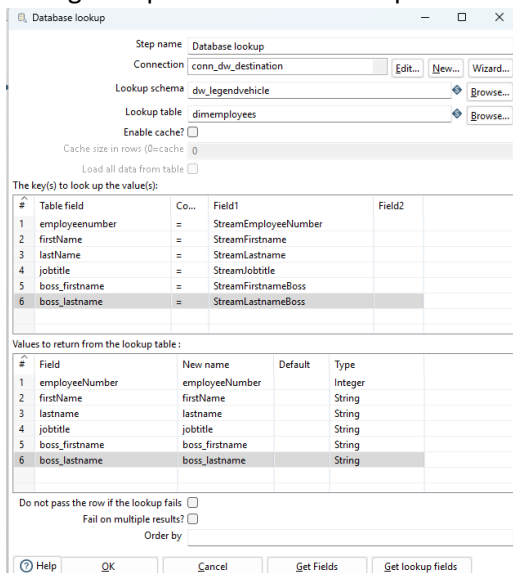 Database lookup
Step name Database lookup
Connection conn_dw_destination Edit... New... Wizard...
Lookup schema dw_legendvehicle Browse...
Lookup table dimemployees Browse...
Enable cache?
Cache size in rows (0=cache 0
Load all data from table
The key(s) to look up the value(s):
# Table field Co... Field1 Field2
1 employeenumber = StreamEmployeeNumber
2 firstName = StreamFirstname
3 lastName = StreamLastname
4 jobtitle = StreamJobtitle
5 boss_firstname = StreamFirstnameBoss
6 boss_lastname = StreamLastnameBoss
Values to return from the lookup table :
# Field New name Default Type
1 employeeNumber employeeNumber Integer
2 firstName firstName String
3 lastname lastname String
4 jobtitle jobtitle String
5 boss_firstname boss_firstname String
6 boss_lastname boss_lastname String
Do not pass the row if the lookup fails
Fail on multiple results?
Order by
Help OK Cancel Get Fields Get lookup fields